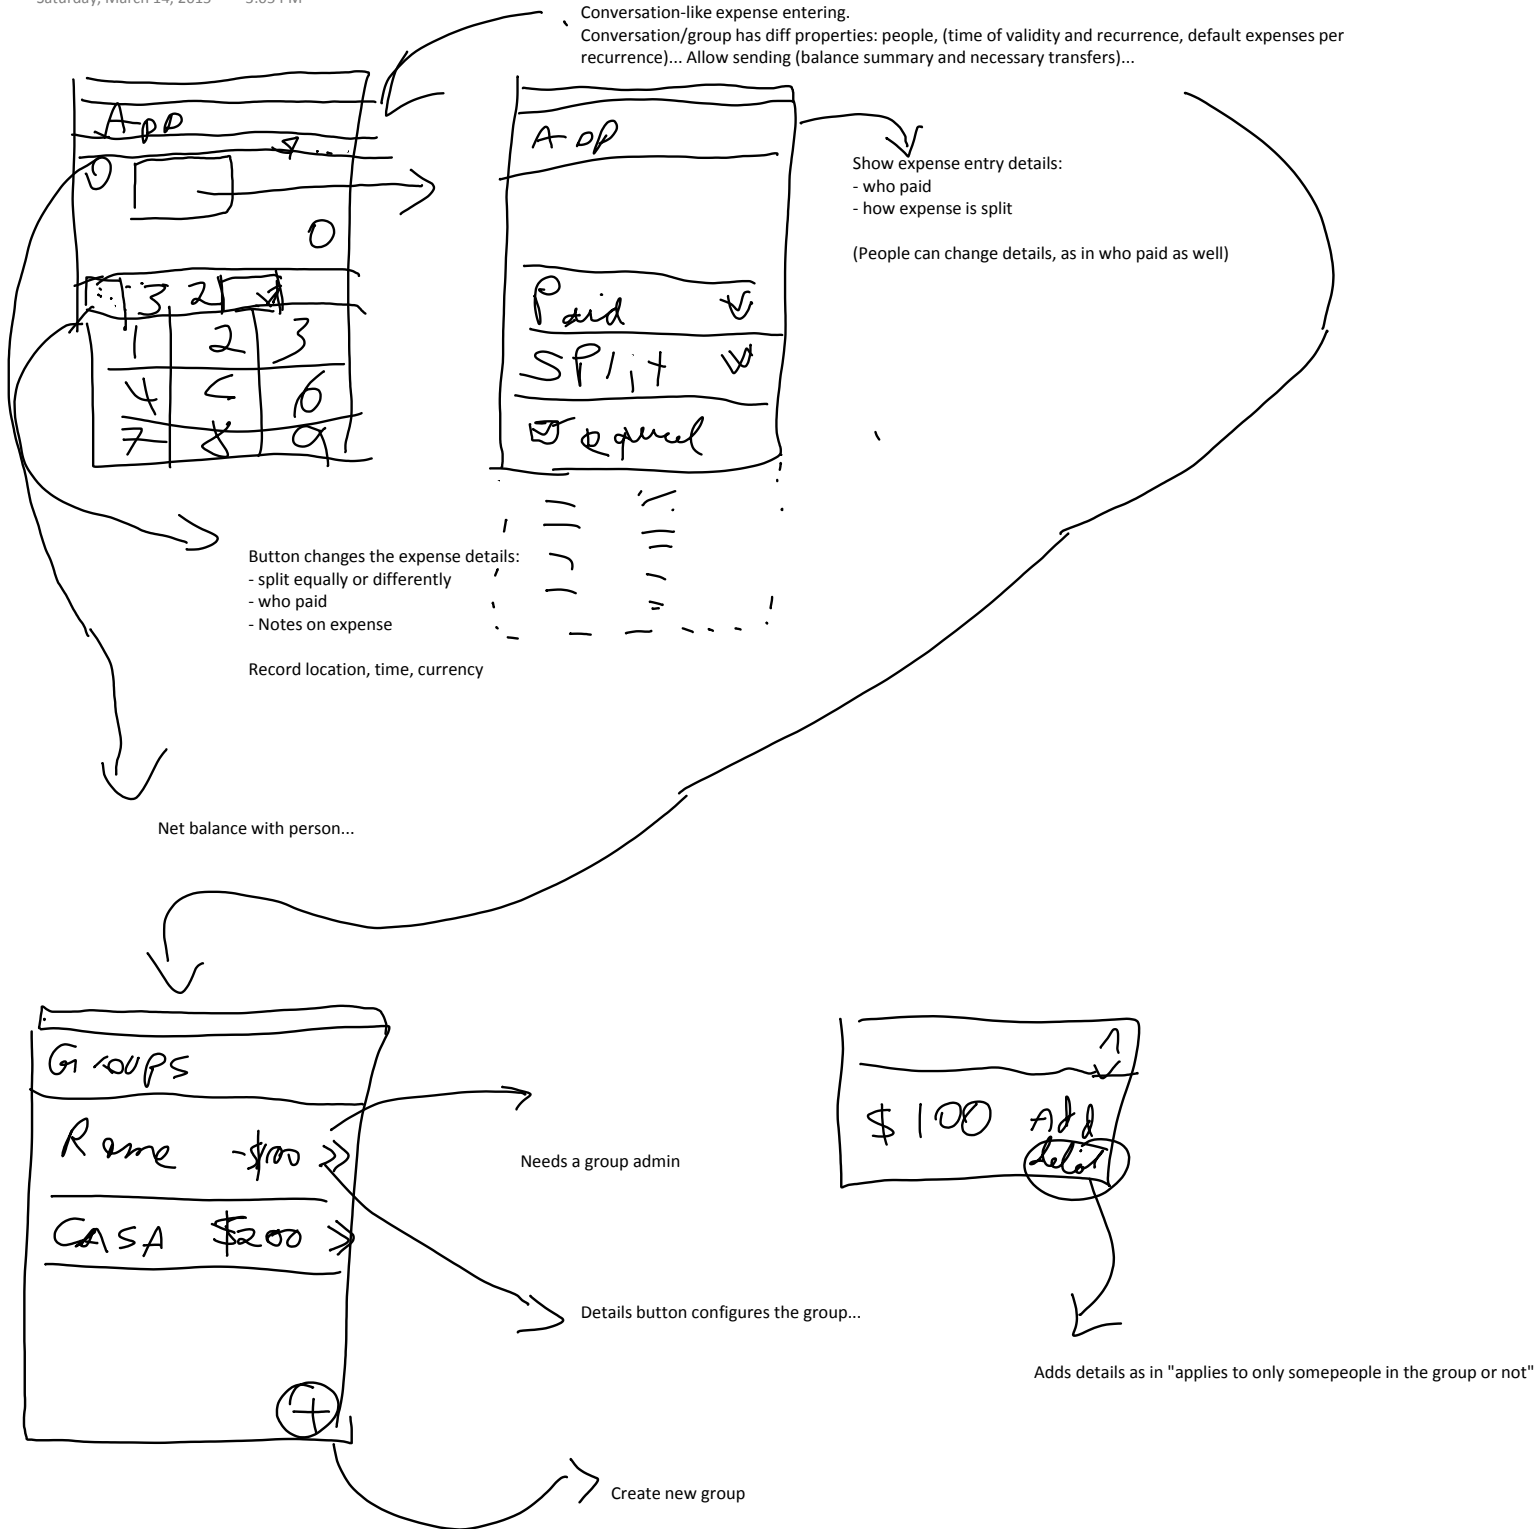 Conversation-like expense entering.
Conversation/group has diff properties: people, (time of validity and recurrence, default expenses per
recurrence)... Allow sending (balance summary and necessary transfers)...
App
App
Show expense entry details:
- who paid
- how expense is split
(People can change details, as in who paid as well)
32
1 2 3
4 5 6
7 8 9
Paid
Split
Equal
Button changes the expense details:
- split equally or differently
- who paid
- Notes on expense
Record location, time, currency
Net balance with person...
Groups
Rome -$100
CASA $200
Needs a group admin
Details button configures the group...
Create new group
$100 Add
detail
Adds details as in "applies to only somepeople in the group or not"